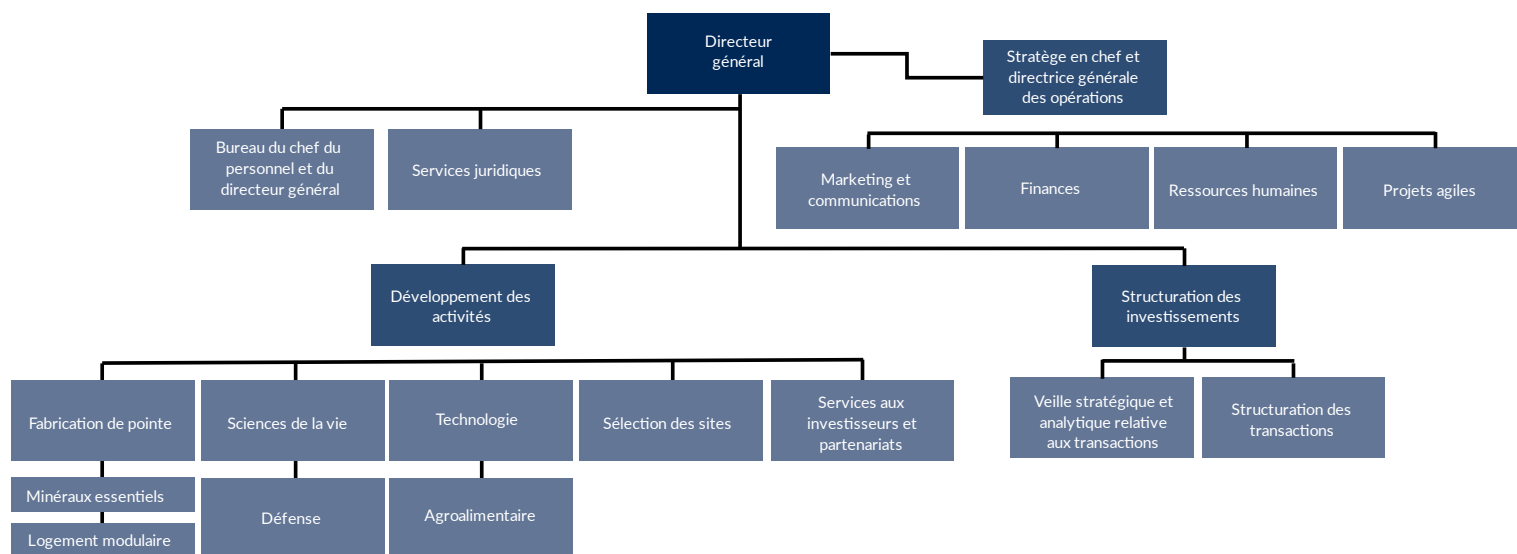 Directeur
général
Stratège en chef et
directrice générale
des opérations
Bureau du chef du
personnel et du
directeur général
Services juridiques
Marketing et
communications
Finances
Ressources humaines
Projets agiles
Développement des
activités
Structuration des
investissements
Fabrication de pointe
Sciences de la vie
Technologie
Sélection des sites
Services aux
investisseurs et
partenariats
Veille stratégique et
analytique relative
aux transactions
Structuration des
transactions
Minéraux essentiels
Logement modulaire
Défense
Agroalimentaire